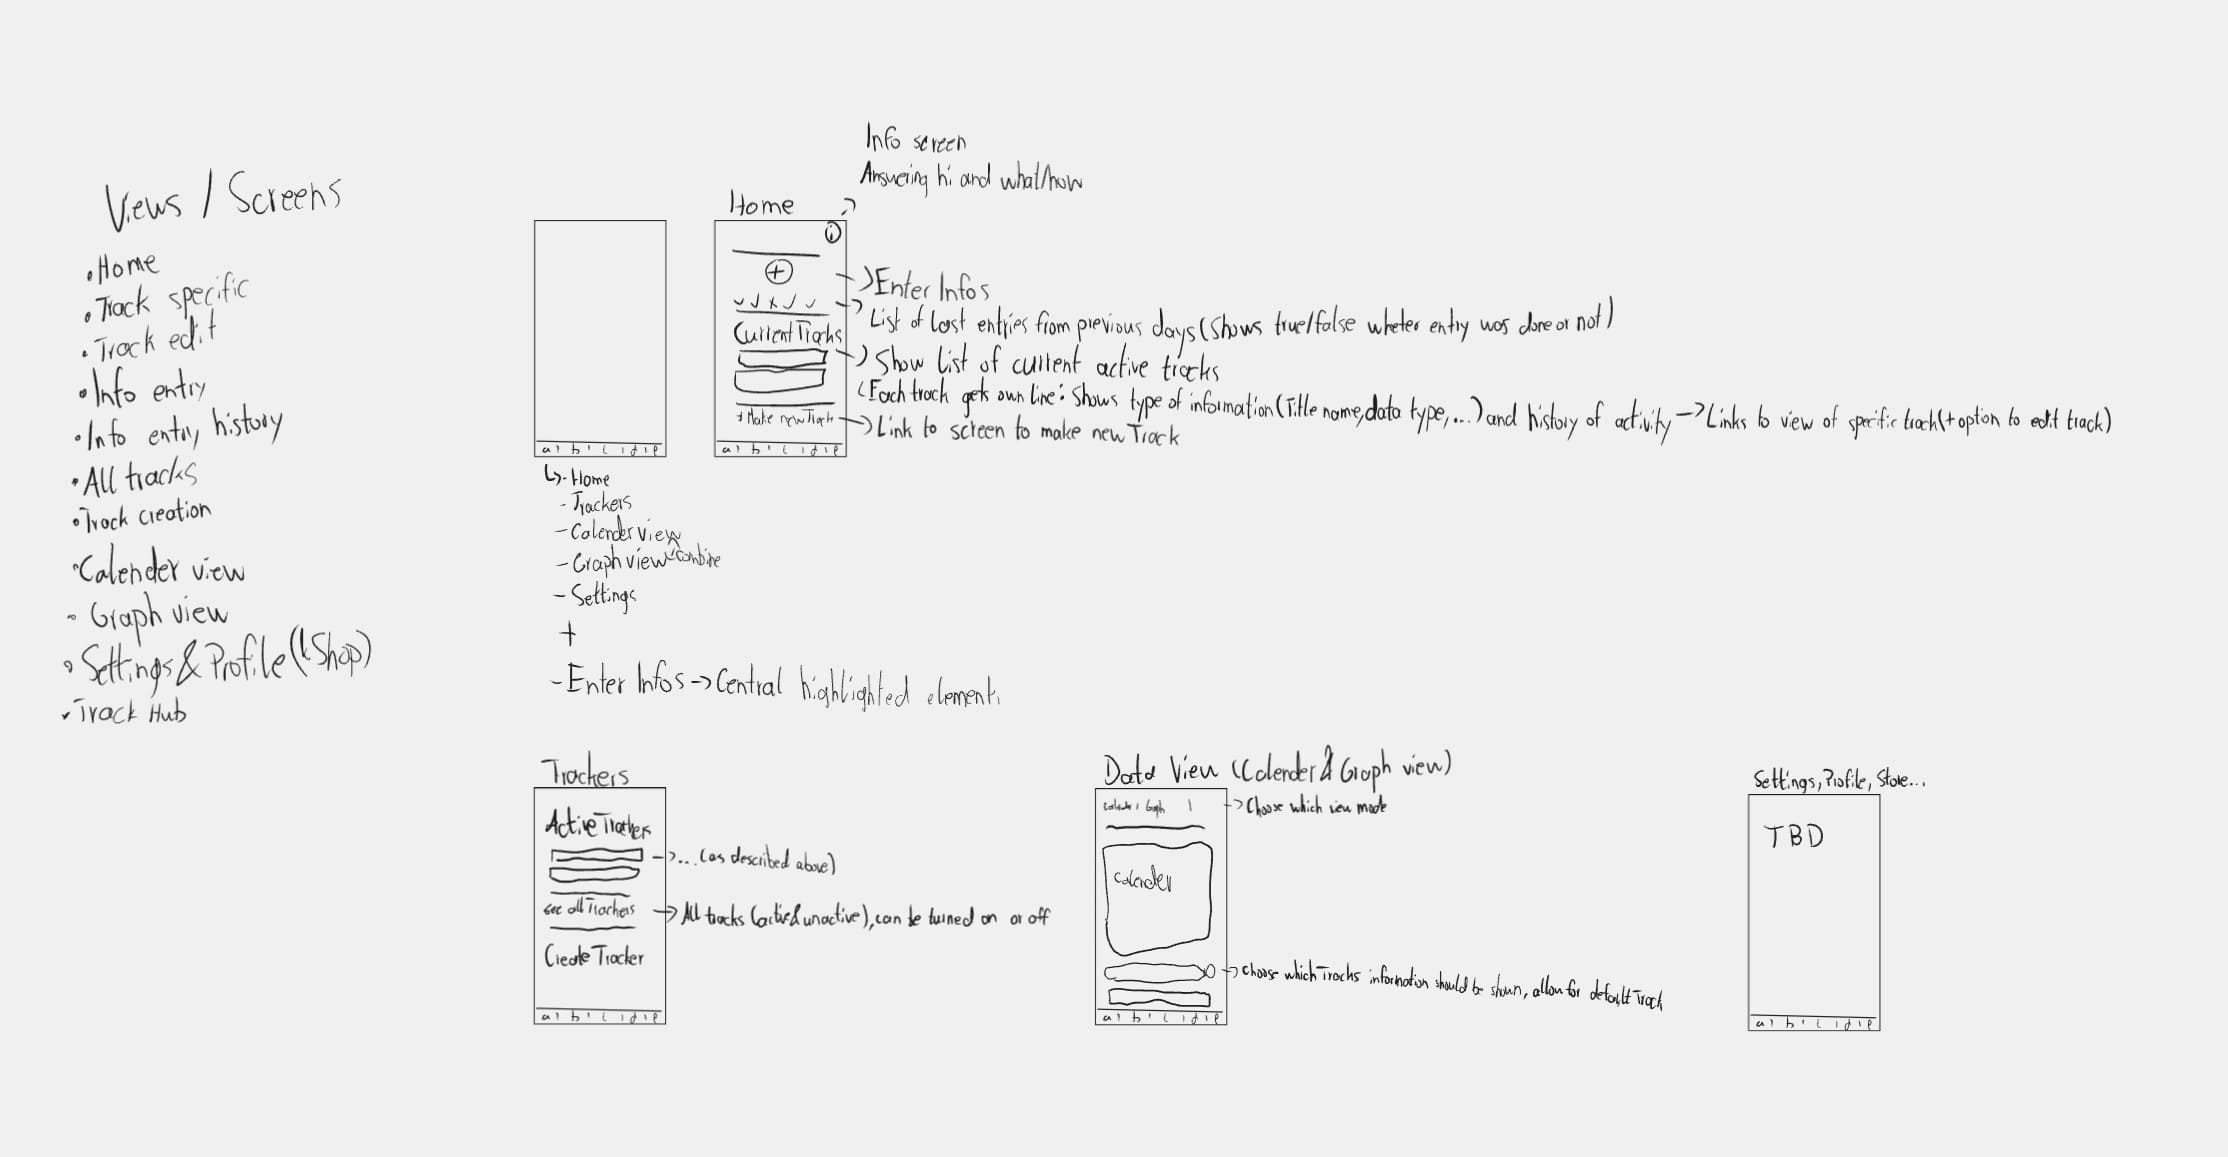 Views / Screens
•Home
•Track specific
•Track edit
•Info entry
•Info entry history
•All tracks
•Track creation
•Calender view
•Graph view
•Settings & Profile (& Shop)
•Track Hub
a | b | c | d | e
↳- Home
- Trackers
- Calender view
- Graph view combine
- Settings
+
- Enter Infos -> Central highlighted element
Info screen
Answering hi and what/how
Home
i
+
-> Enter Infos
-> List of last entries from previous days (Shows true/false wheter entry was done or not)
Current Tracks
-> Show list of current active tracks
(Each track gets own line: Shows type of information (Title name, data type, ...) and history of activity -> Links to view of specific track (+ option to edit track)
+ Make new Track
-> Link to screen to make new Track
a | b | c | d | e
Trackers
Active Trackers
->... (as described above)
see all Trackers
-> All tracks (active & unactive), can be turned on or off
Create Tracker
a | b | c | d | e
Data View (Calender & Graph view)
Calender | Graph |
-> Choose which view mode
Calender
-> Choose which Tracks information should be shown, allow for default Track
a | b | c | d | e
Settings, Profile, Store...
TBD
a | b | c | d | e